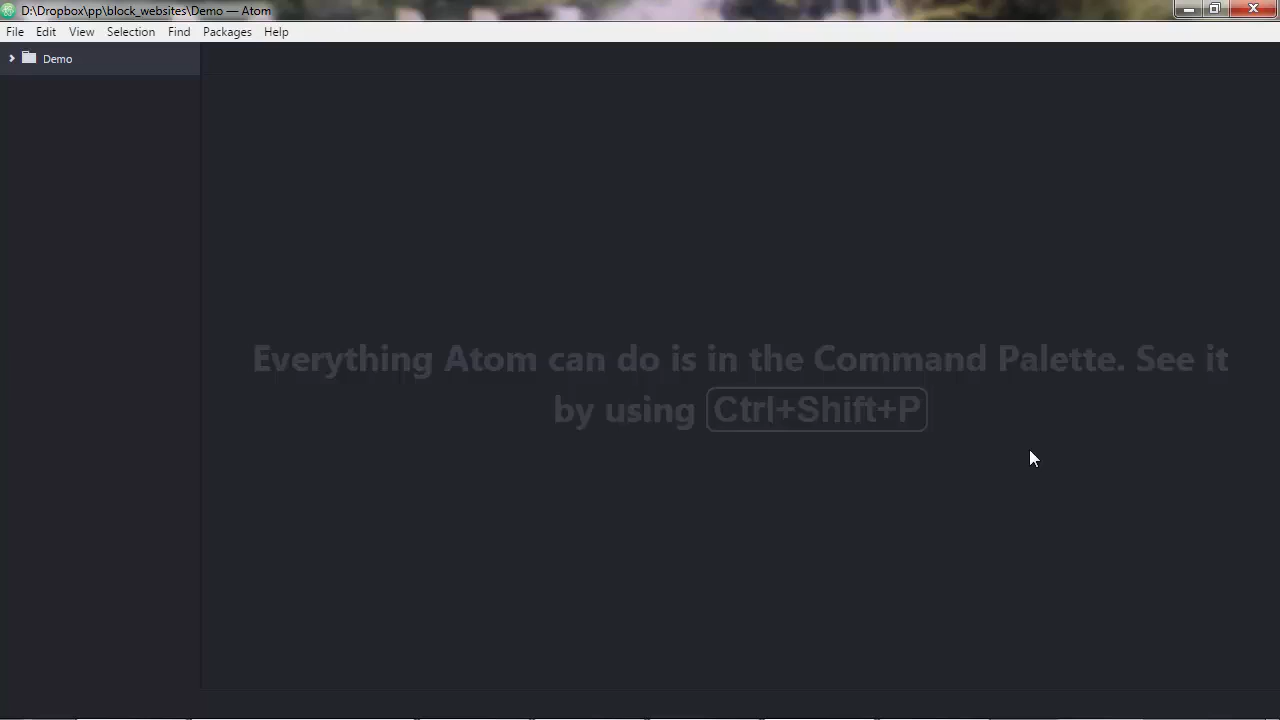 D:\Dropbox\pp\block_websites\Demo — Atom
File Edit View Selection Find Packages Help
Demo
Everything Atom can do is in the Command Palette. See it
by using Ctrl+Shift+P